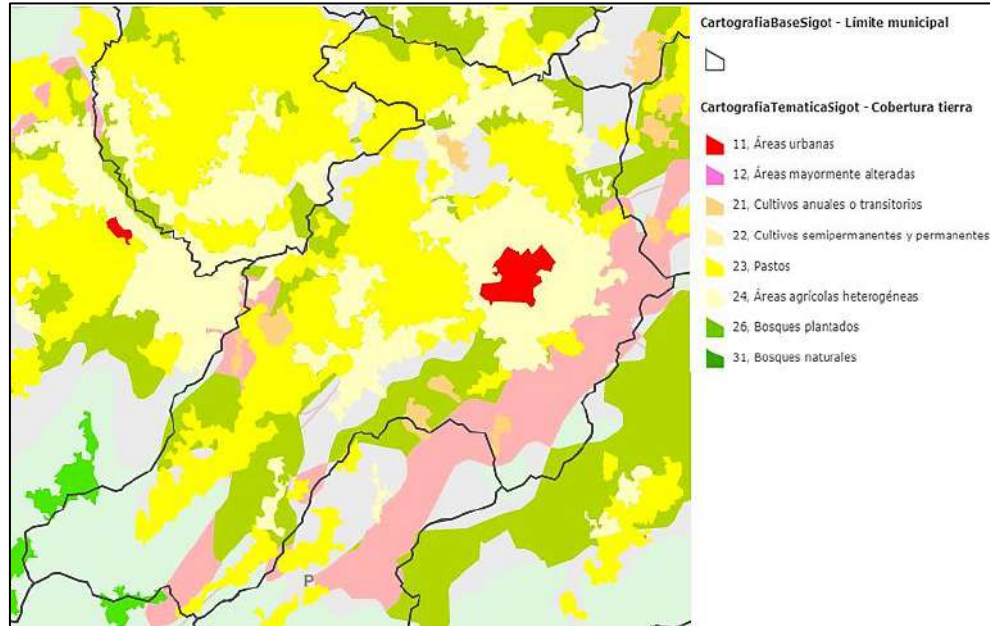 CartografiaBaseSigot - Límite municipal
CartografiaTematicaSigot - Cobertura tierra
11, Áreas urbanas
12, Áreas mayormente alteradas
21, Cultivos anuales o transitorios
22, Cultivos semipermanentes y permanentes
23, Pastos
24, Áreas agrícolas heterogéneas
26, Bosques plantados
31, Bosques naturales
P